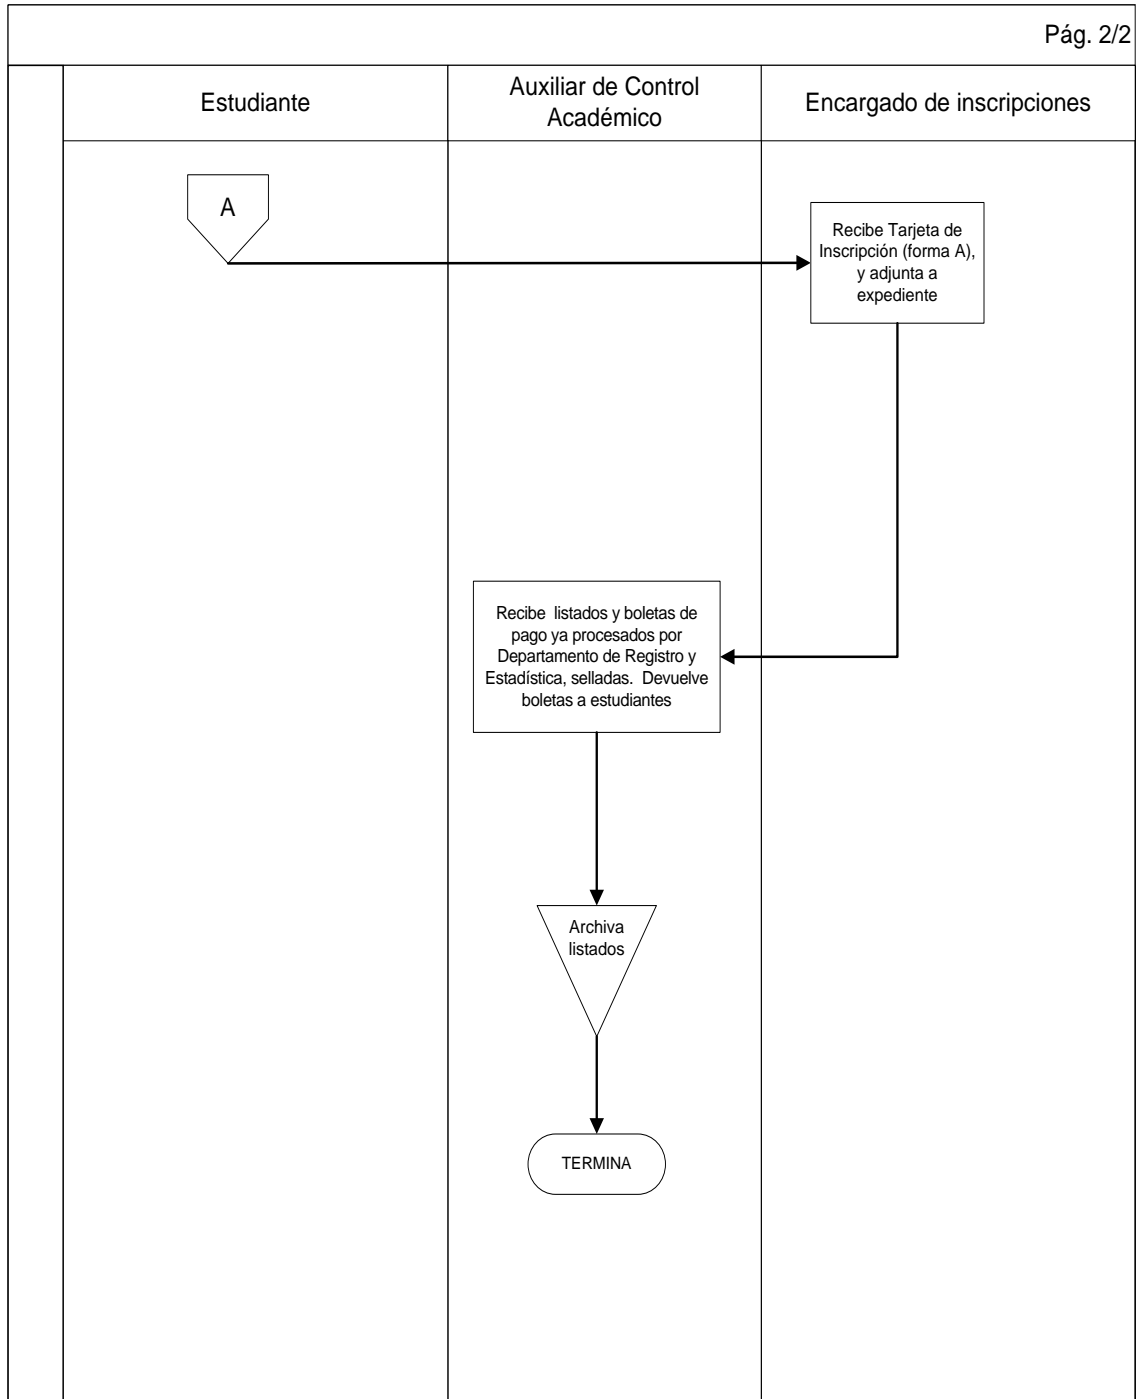 Pág. 2/2
Estudiante
Auxiliar de Control
Académico
Encargado de inscripciones
A
Recibe Tarjeta de
Inscripción (forma A),
y adjunta a
expediente
Recibe listados y boletas de
pago ya procesados por
Departamento de Registro y
Estadística, selladas. Devuelve
boletas a estudiantes
Archiva
listados
TERMINA